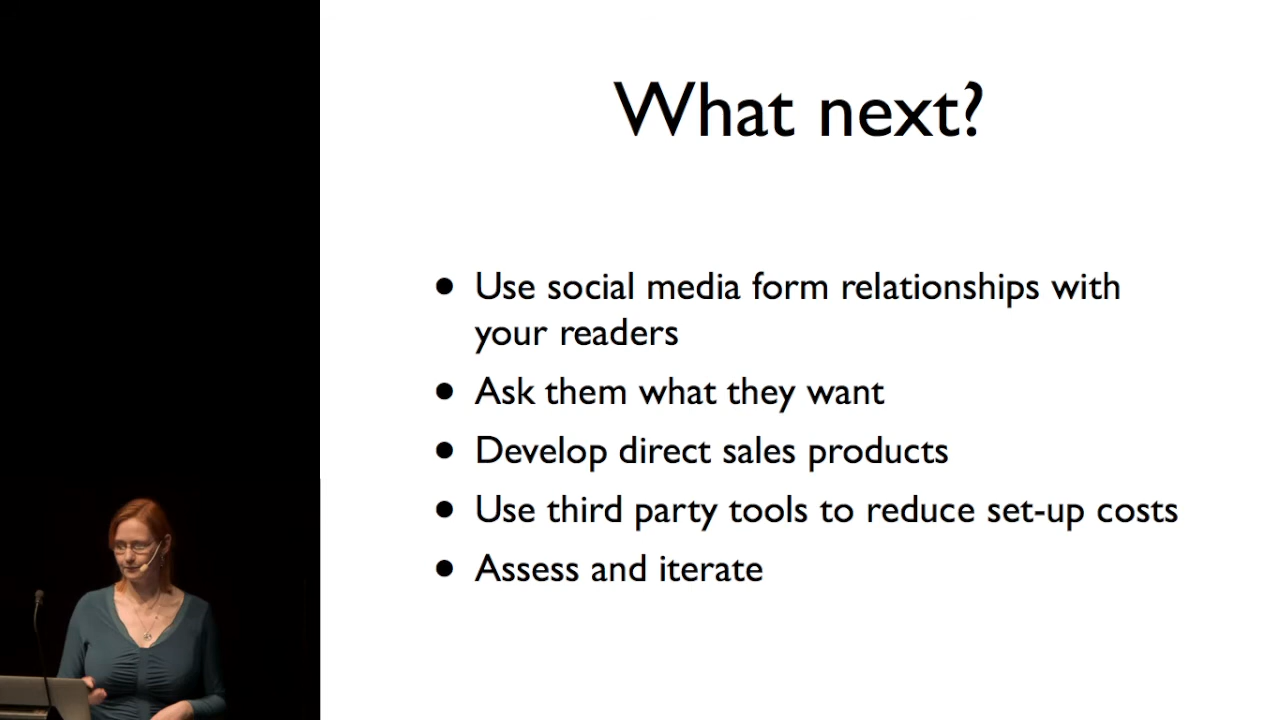 What next?
• Use social media form relationships with
your readers
• Ask them what they want
• Develop direct sales products
• Use third party tools to reduce set-up costs
• Assess and iterate